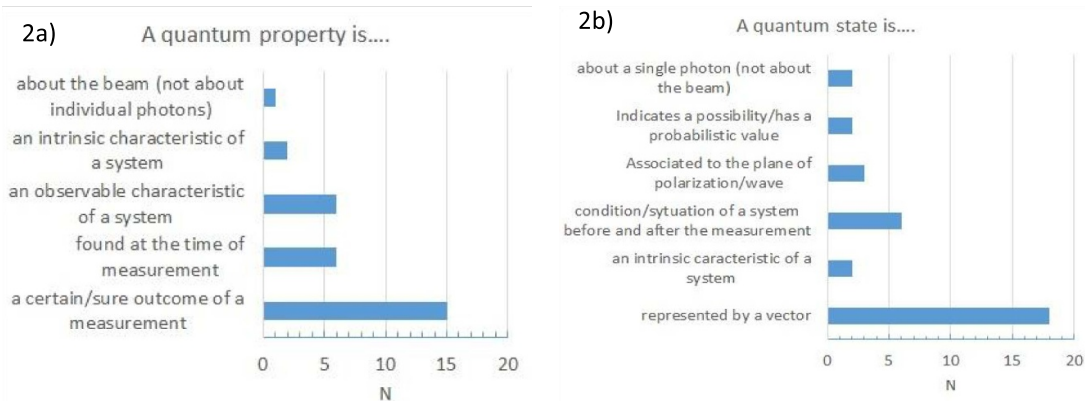 2a)
A quantum property is....
about the beam (not about
individual photons)
an intrinsic characteristic of
a system
an observable characteristic
of a system
found at the time of
measurement
a certain/sure outcome of a
measurement
0 5 10 15 20
N
2b)
A quantum state is....
about a single photon (not about
the beam)
Indicates a possibility/has a
probabilistic value
Associated to the plane of
polarization/wave
condition/sytuation of a system
before and after the measurement
an intrinsic caracteristic of a
system
represented by a vector
0 5 10 15 20
N